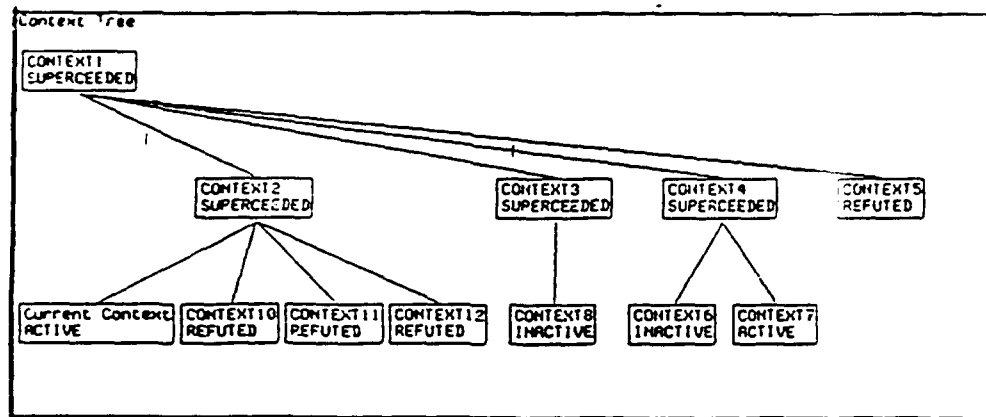 Context Tree
CONTEXT1
SUPERCEEDED
CONTEXT2
SUPERCEEDED
CONTEXT3
SUPERCEEDED
CONTEXT4
SUPERCEEDED
CONTEXT5
REFUTED
Current Context
ACTIVE
CONTEXT10
REFUTED
CONTEXT11
REFUTED
CONTEXT12
REFUTED
CONTEXT8
INACTIVE
CONTEXT6
INACTIVE
CONTEXT7
ACTIVE